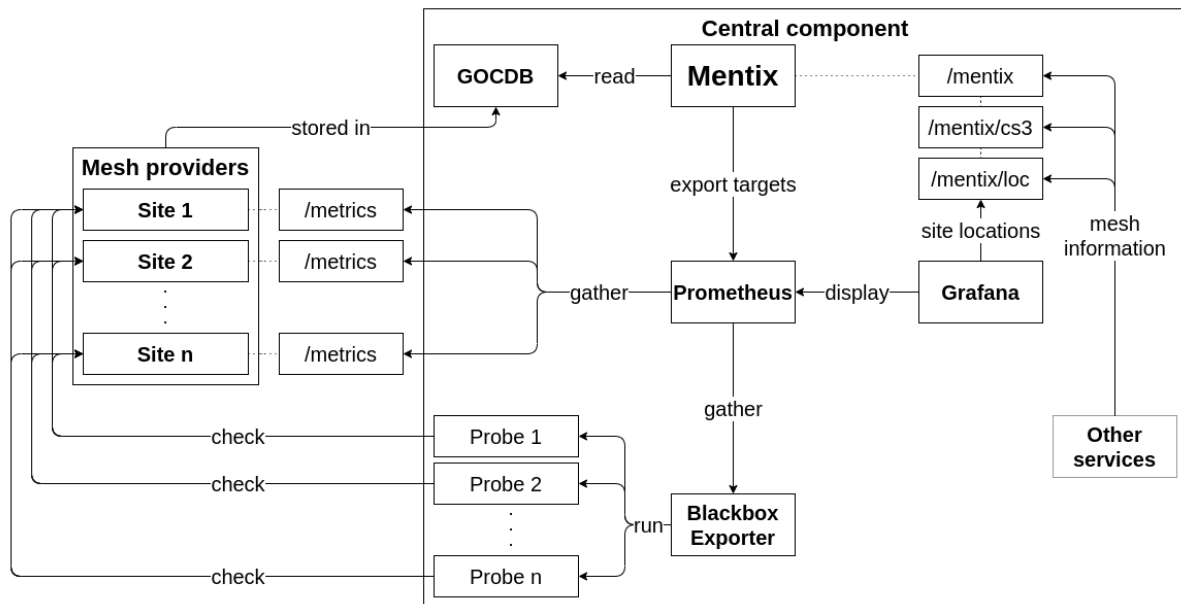 Central component
GOCDB
read
Mentix
/mentix
stored in
/mentix/cs3
Mesh providers
/mentix/loc
export targets
Site 1
/metrics
site locations
mesh
information
Site 2
/metrics
.
.
.
gather
Prometheus
display
Grafana
Site n
/metrics
gather
check
Probe 1
Other
services
check
Probe 2
.
.
.
run
Blackbox
Exporter
check
Probe n